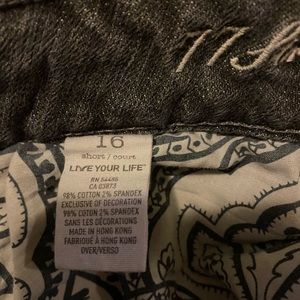 16
short / court
LIVE YOUR LIFE™
RN 54486
CA 03873
98% COTTON 2% SPANDEX
EXCLUSIVE OF DECORATION
98% COTON 2% SPANDEX
SANS LES DÉCORATIONS
MADE IN HONG KONG
FABRIQUÉ À HONG KONG
OVER/VERSO